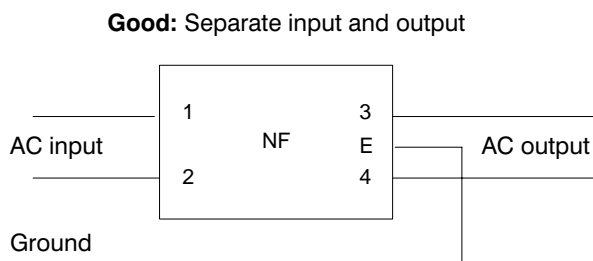 Good: Separate input and output
1 3
AC input NF E AC output
2 4
Ground